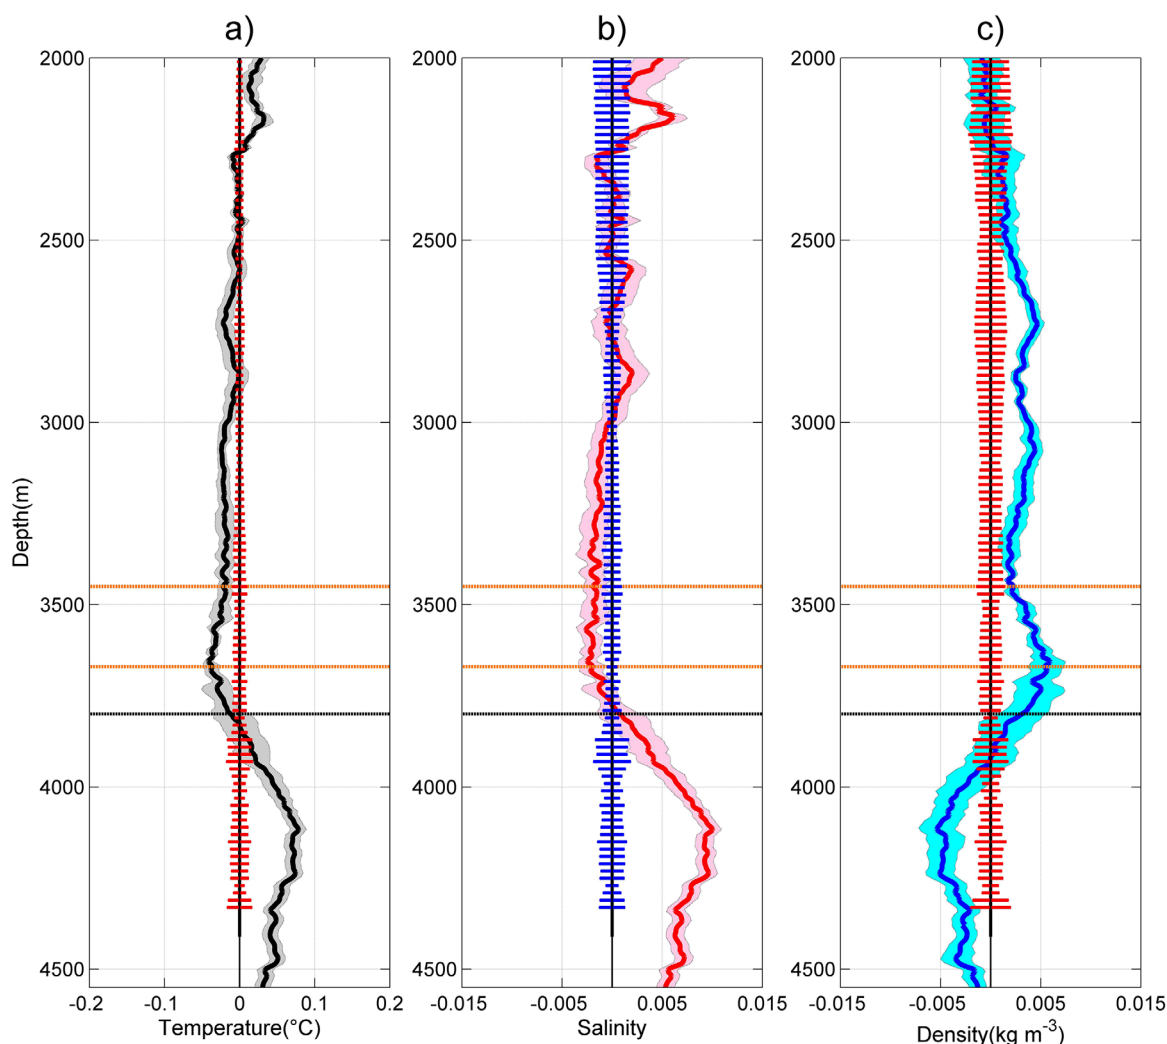 a) b) c)
2000 2000 2000
2500 2500 2500
3000 3000 3000
3500 3500 3500
4000 4000 4000
4500 4500 4500
Depth(m)
-0.2 -0.1 0 0.1 0.2
Temperature(°C)
-0.015 -0.005 0.005 0.015
Salinity
-0.015 -0.005 0.005 0.015
Density(kg m⁻³)